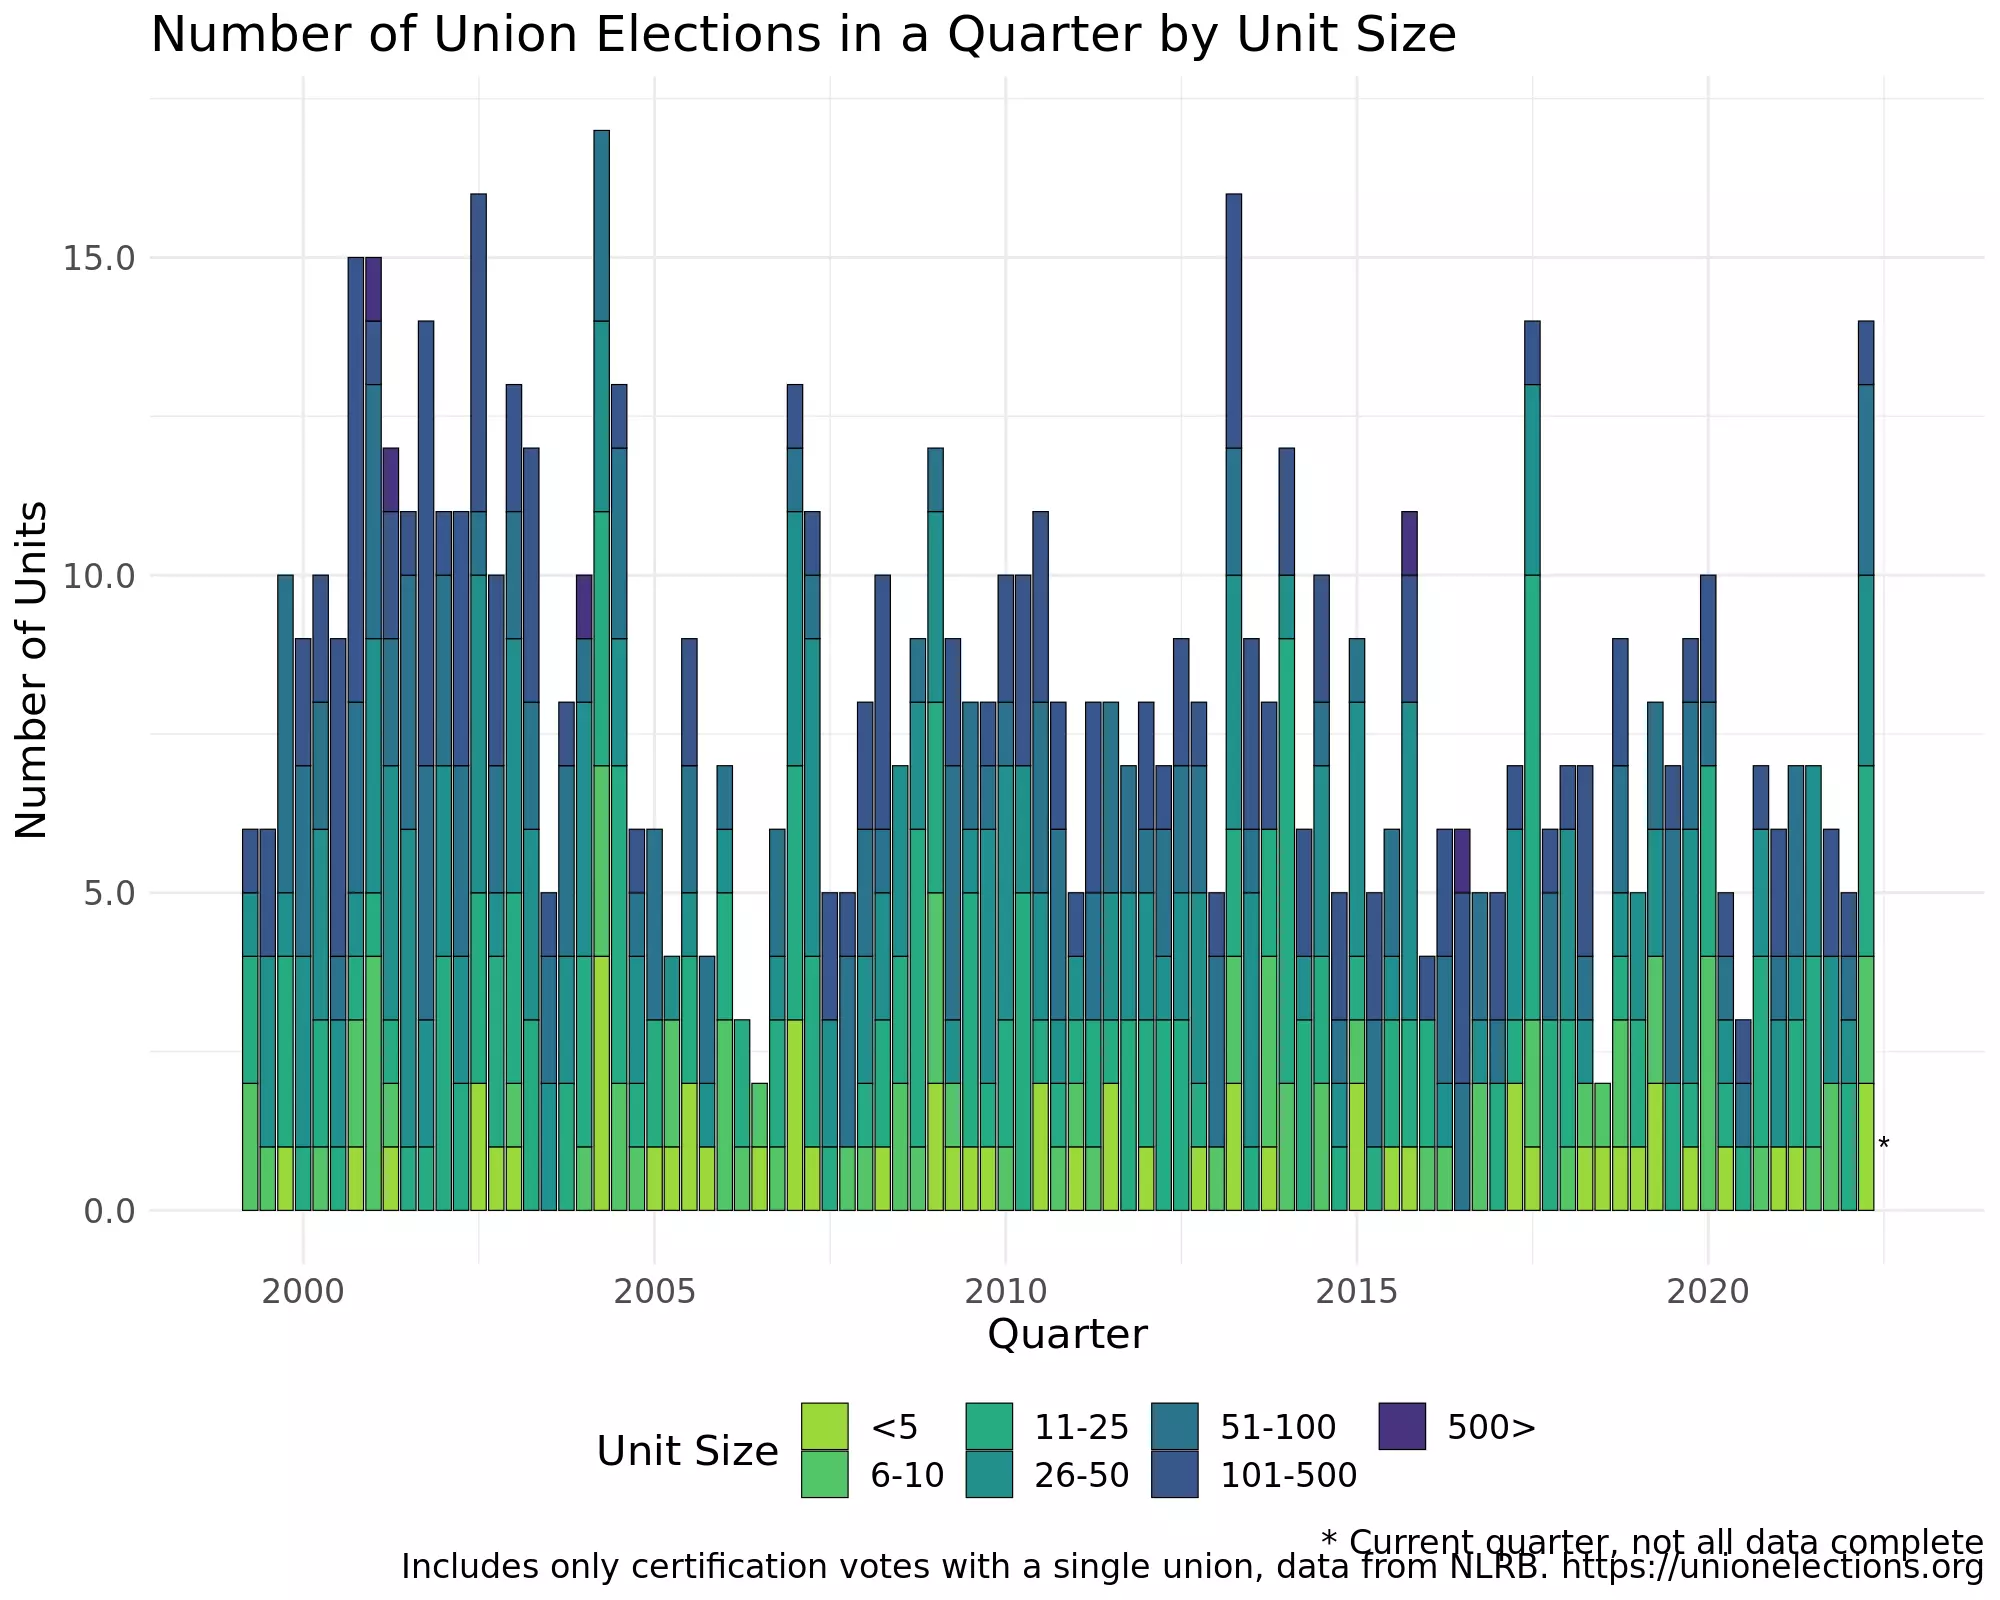 Number of Union Elections in a Quarter by Unit Size
Number of Units
15.0
10.0
5.0
0.0
*
2000 2005 2010 2015 2020
Quarter
Unit Size
<5 11-25 51-100 500>
6-10 26-50 101-500
* Current quarter, not all data complete
Includes only certification votes with a single union, data from NLRB. https://unionelections.org